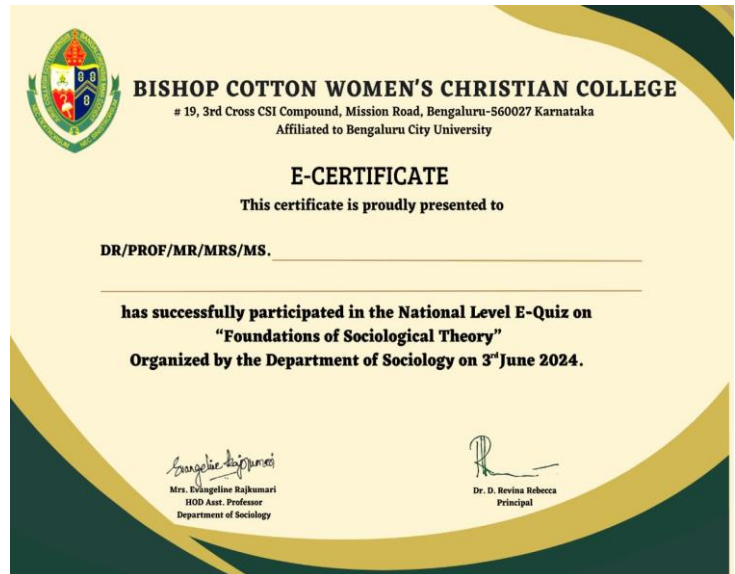 BISHOP COTTON WOMEN'S CHRISTIAN COLLEGE
# 19, 3rd Cross CSI Compound, Mission Road, Bengaluru-560027 Karnataka
Affiliated to Bengaluru City University
E-CERTIFICATE
This certificate is proudly presented to
DR/PROF/MR/MRS/MS.
has successfully participated in the National Level E-Quiz on
“Foundations of Sociological Theory”
Organized by the Department of Sociology on 3rd June 2024.
Evangeline Rajkumari
Mrs. Evangeline Rajkumari
HOD Asst. Professor
Department of Sociology
Dr. D. Revina Rebecca
Principal